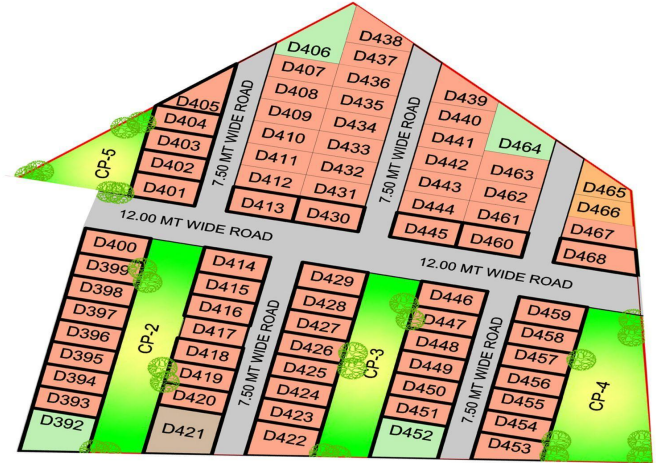 D438
D406
D437
D407
D436
D408
D435
D409
D434
D410
D433
D411
D432
D412
D431
D413
D430
D405
D404
D403
D402
D401
CP-5
7.50 MT WIDE ROAD
7.50 MT WIDE ROAD
D439
D440
D441
D464
D442
D463
D443
D462
D444
D461
D445
D460
D465
D466
D467
D468
12.00 MT WIDE ROAD
12.00 MT WIDE ROAD
D400
D399
D398
D397
D396
D395
D394
D393
D392
CP-2
D414
D415
D416
D417
D418
D419
D420
D421
7.50 MT WIDE ROAD
D429
D428
D427
D426
D425
D424
D423
D422
CP-3
D446
D447
D448
D449
D450
D451
D452
7.50 MT WIDE ROAD
D459
D458
D457
D456
D455
D454
D453
CP-4